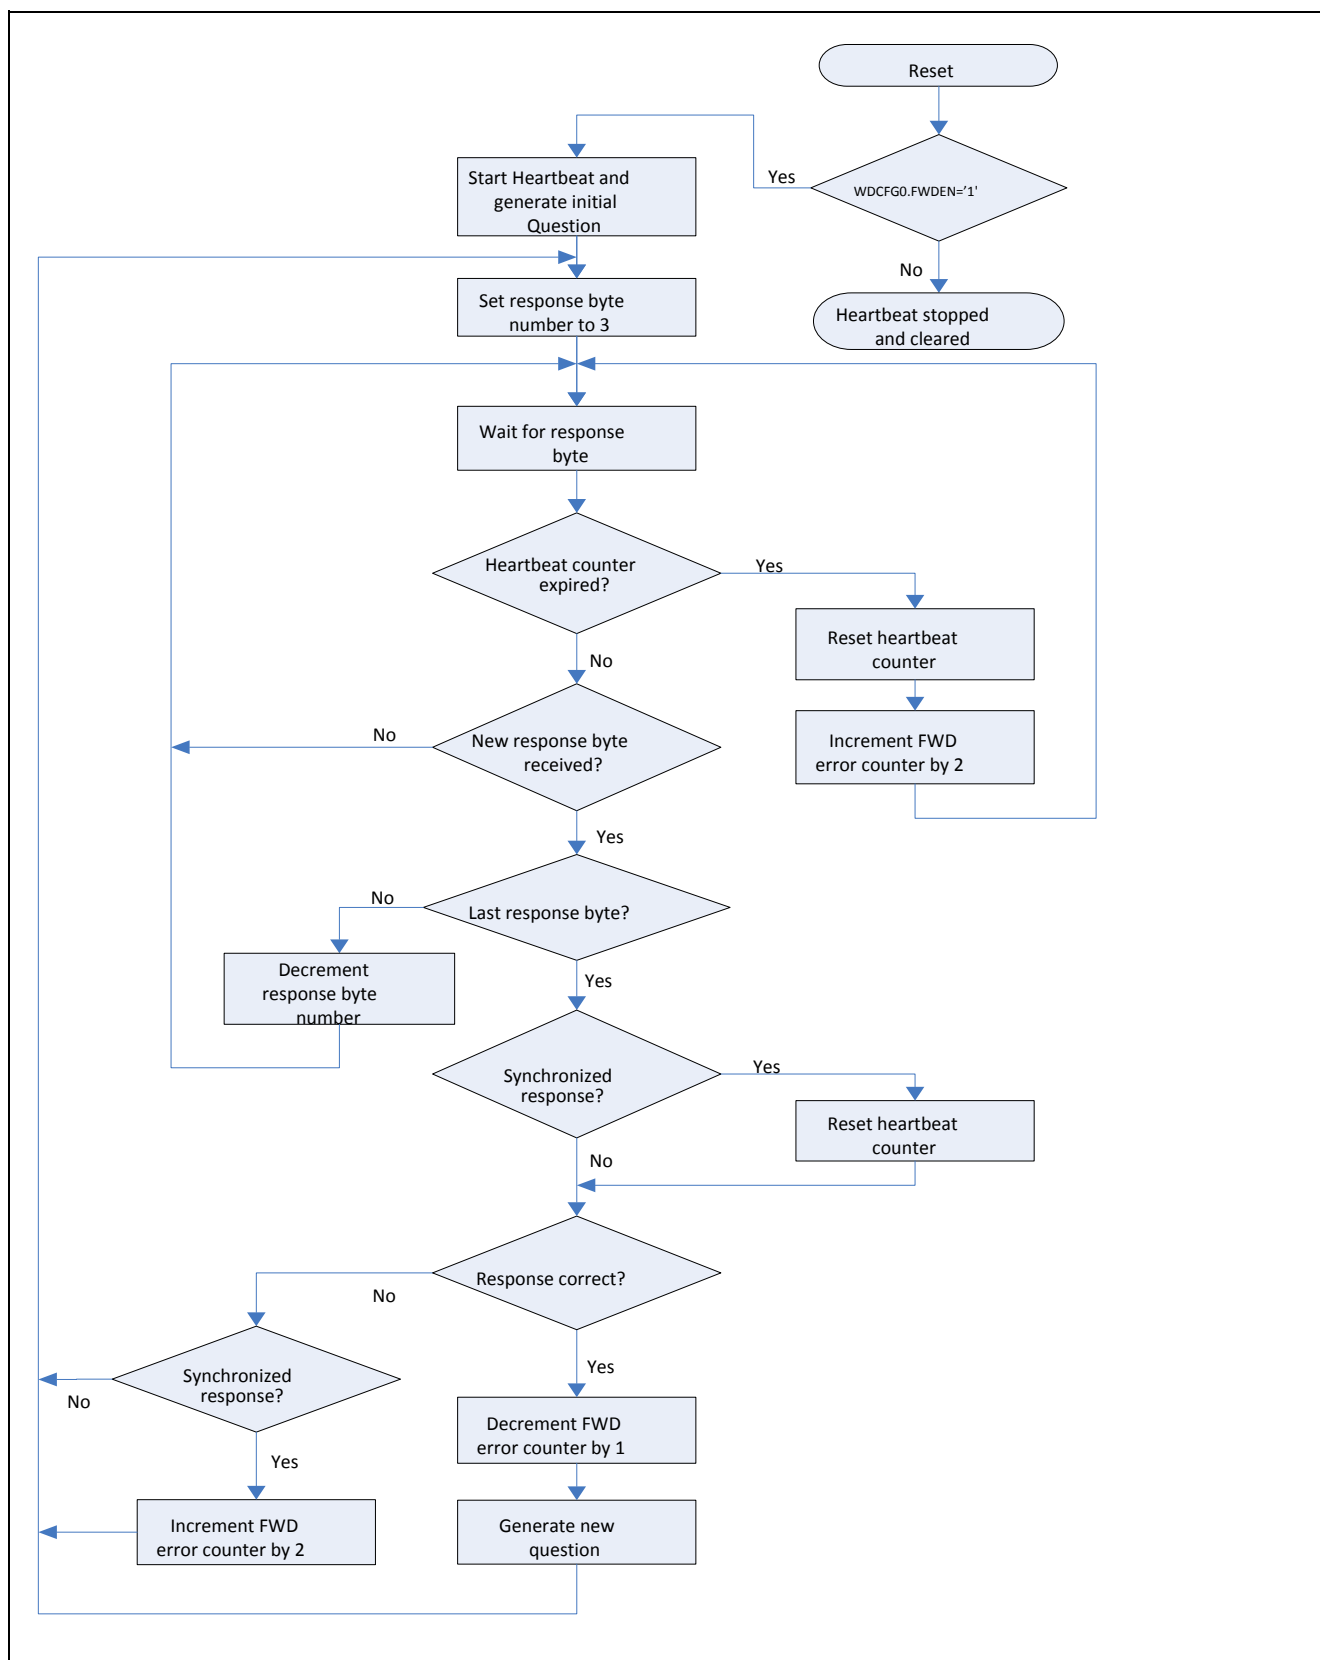 Reset
Yes
WDCFG0.FWDEN='1'
Start Heartbeat and
generate initial
Question
No
Set response byte
number to 3
Heartbeat stopped
and cleared
Wait for response
byte
Heartbeat counter
expired?
Yes
Reset heartbeat
counter
No
No
New response byte
received?
Increment FWD
error counter by 2
Yes
No
Last response byte?
Decrement
response byte
number
Yes
Synchronized
response?
Yes
Reset heartbeat
counter
No
Response correct?
No
Synchronized
response?
No
Yes
Decrement FWD
error counter by 1
Yes
Increment FWD
error counter by 2
Generate new
question